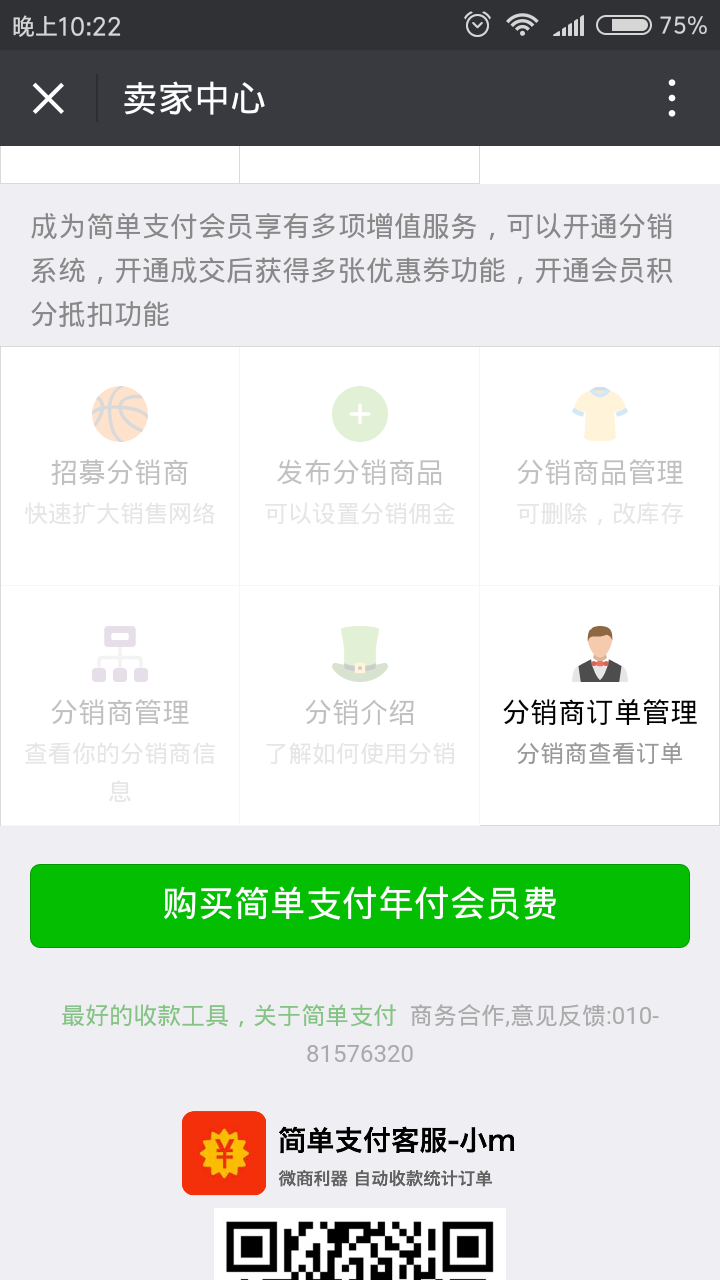 晚上10:22
75%
卖家中心
成为简单支付会员享有多项增值服务，可以开通分销
系统，开通成交后获得多张优惠券功能，开通会员积
分抵扣功能
招募分销商
发布分销商品
分销商品管理
快速扩大销售网络
可以设置分销佣金
可删除，改库存
分销商管理
分销介绍
分销商订单管理
查看你的分销商信
息
了解如何使用分销
分销商查看订单
购买简单支付年付会员费
最好的收款工具，关于简单支付 商务合作,意见反馈:010-
81576320
简单支付客服-小m
微商利器 自动收款统计订单